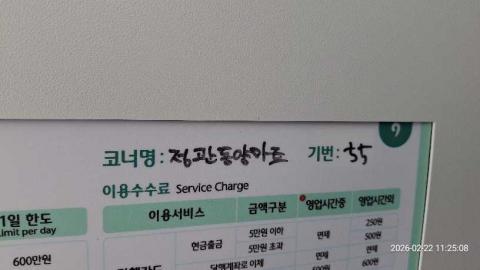 9
코너명 : 정관동양아파트 기번 : 35
이용수수료 Service Charge
1일 한도
Limit per day
600만원
이용서비스 금액구분 영업시간중 영업시간외
현금출금 5만원 이하 면제 250원
5만원 초과 면제 500원
당행계좌로 이체 면제
2026-02-22 11:25:08